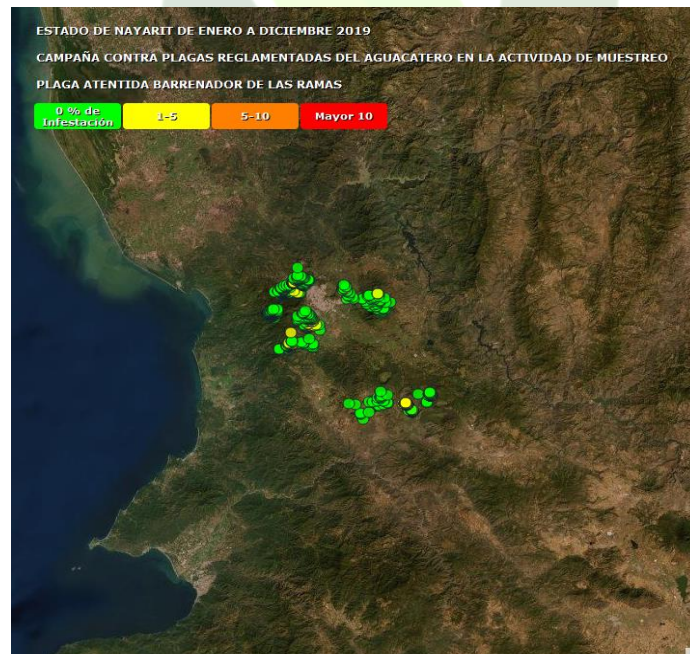 ESTADO DE NAYARIT DE ENERO A DICIEMBRE 2019
CAMPAÑA CONTRA PLAGAS REGLAMENTADAS DEL AGUACATERO EN LA ACTIVIDAD DE MUESTREO
PLAGA ATENTIDA BARRENADOR DE LAS RAMAS
0 % de
Infestación
1-5
5-10
Mayor 10